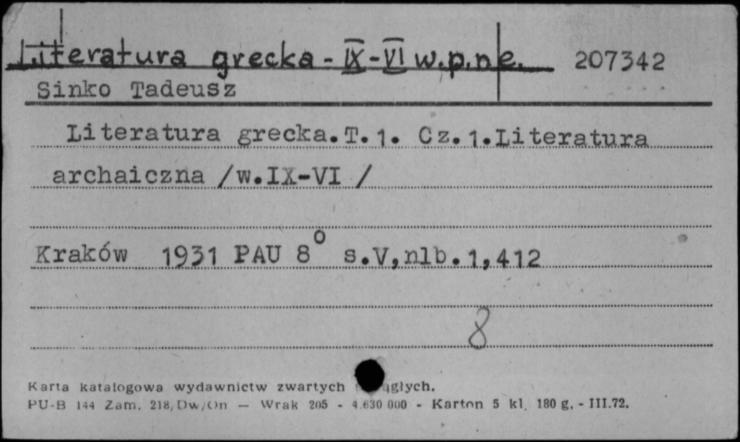 Literatura grecka - IX-VI w.p.n.e. 207342
Sinko Tadeusz
Literatura grecka.T.1. Cz.1.Literatura
archaiczna /w.IX-VI /
Kraków 1931 PAU 8° s.V,nlb.1,412
8
Karta katalogowa wydawnictw zwartych
PU-B 144 Zam. 218/Dw/On — Wrak 205 - 4.630 000 - Karton 5 kl. 180 g. - III.72.